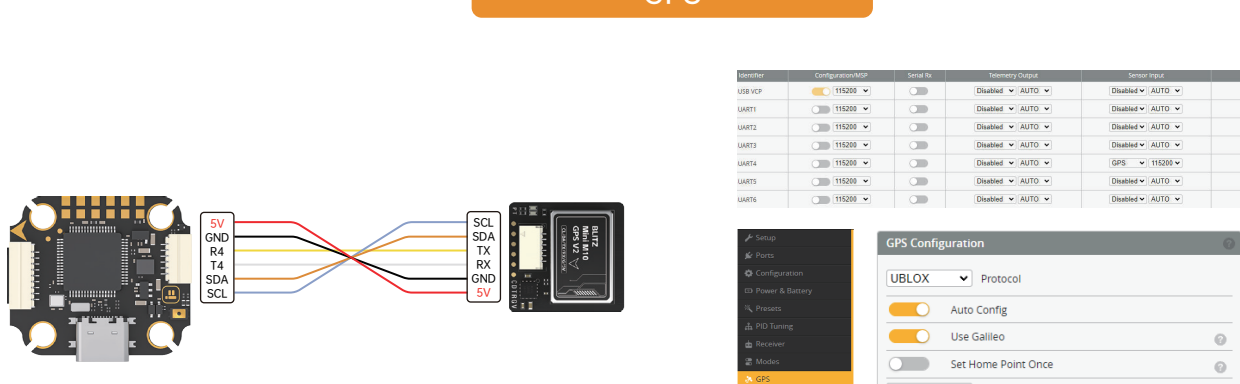 GPS
Identifier Configuration/MSP Serial Rx Telemetry Output Sensor Input
USB VCP 115200 Disabled AUTO Disabled AUTO
UART1 115200 Disabled AUTO Disabled AUTO
UART2 115200 Disabled AUTO Disabled AUTO
UART3 115200 Disabled AUTO Disabled AUTO
UART4 115200 Disabled AUTO GPS 115200
UART5 115200 Disabled AUTO Disabled AUTO
UART6 115200 Disabled AUTO Disabled AUTO
5V
GND
R4
T4
SDA
SCL
SCL
SDA
TX
RX
GND
5V
BLITZ
Mini M10
GPS V2
Setup
Ports
Configuration
Power & Battery
Presets
PID Tuning
Receiver
Modes
GPS
GPS Configuration
UBLOX Protocol
Auto Config
Use Galileo
Set Home Point Once